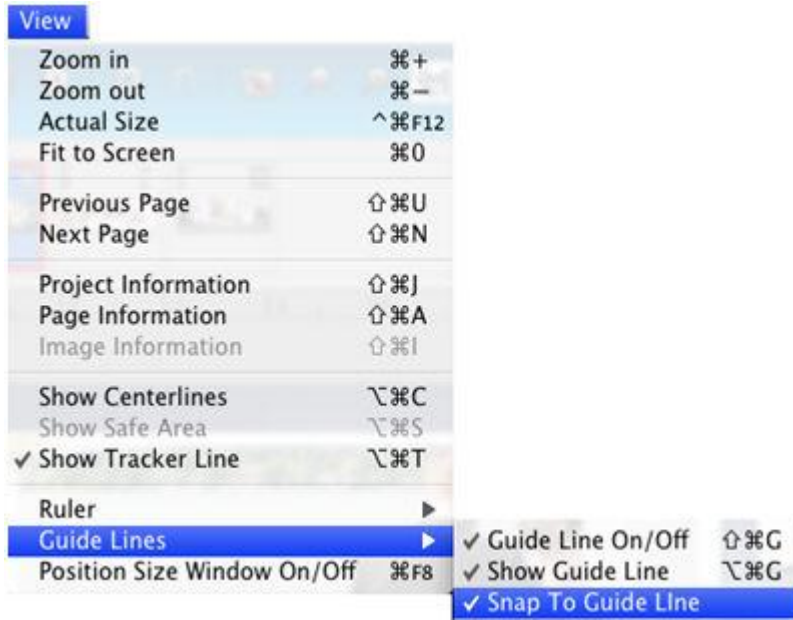 View
Zoom in ⌘+
Zoom out ⌘−
Actual Size ^⌘F12
Fit to Screen ⌘0
Previous Page ⇧⌘U
Next Page ⇧⌘N
Project Information ⇧⌘J
Page Information ⇧⌘A
Image Information ⇧⌘I
Show Centerlines ⌥⌘C
Show Safe Area ⌥⌘S
✓ Show Tracker Line ⌥⌘T
Ruler ▶
Guide Lines ▶
Position Size Window On/Off ⌘F8
✓ Guide Line On/Off ⇧⌘G
✓ Show Guide Line ⌥⌘G
✓ Snap To Guide LIne